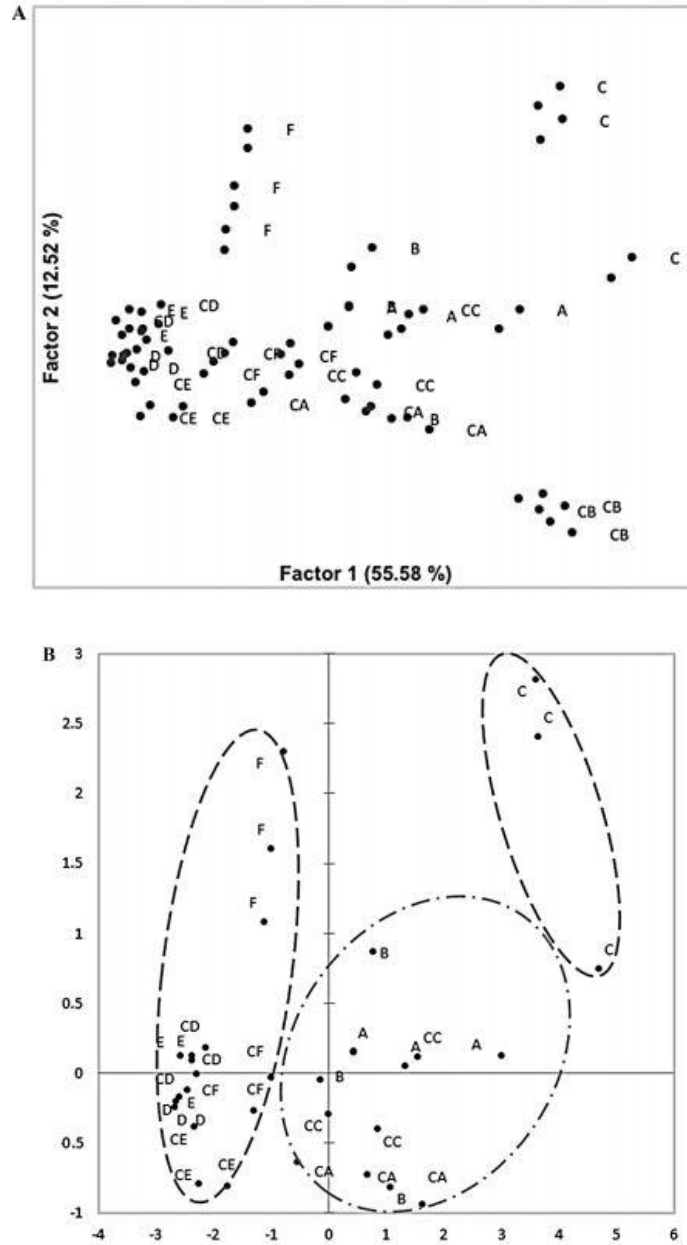 A
C
F
C
F
F
B
C
E E CD
CD
A A CC A
E
CD CF CF
D
D D
CE CF CC CC
CA
CE CE
CA B CA
CB CB
CB
Factor 2 (12.52 %)
Factor 1 (55.58 %)
B
3
2.5
2
1.5
1
0.5
0
-0.5
-1
C
C
F
F
F
C
B
CD
E E CF
CD
A A CC A
CD
CF CF
B
D E
D D
CC CC
CE
CE CE
CA CA CA
B
-4 -3 -2 -1 0 1 2 3 4 5 6